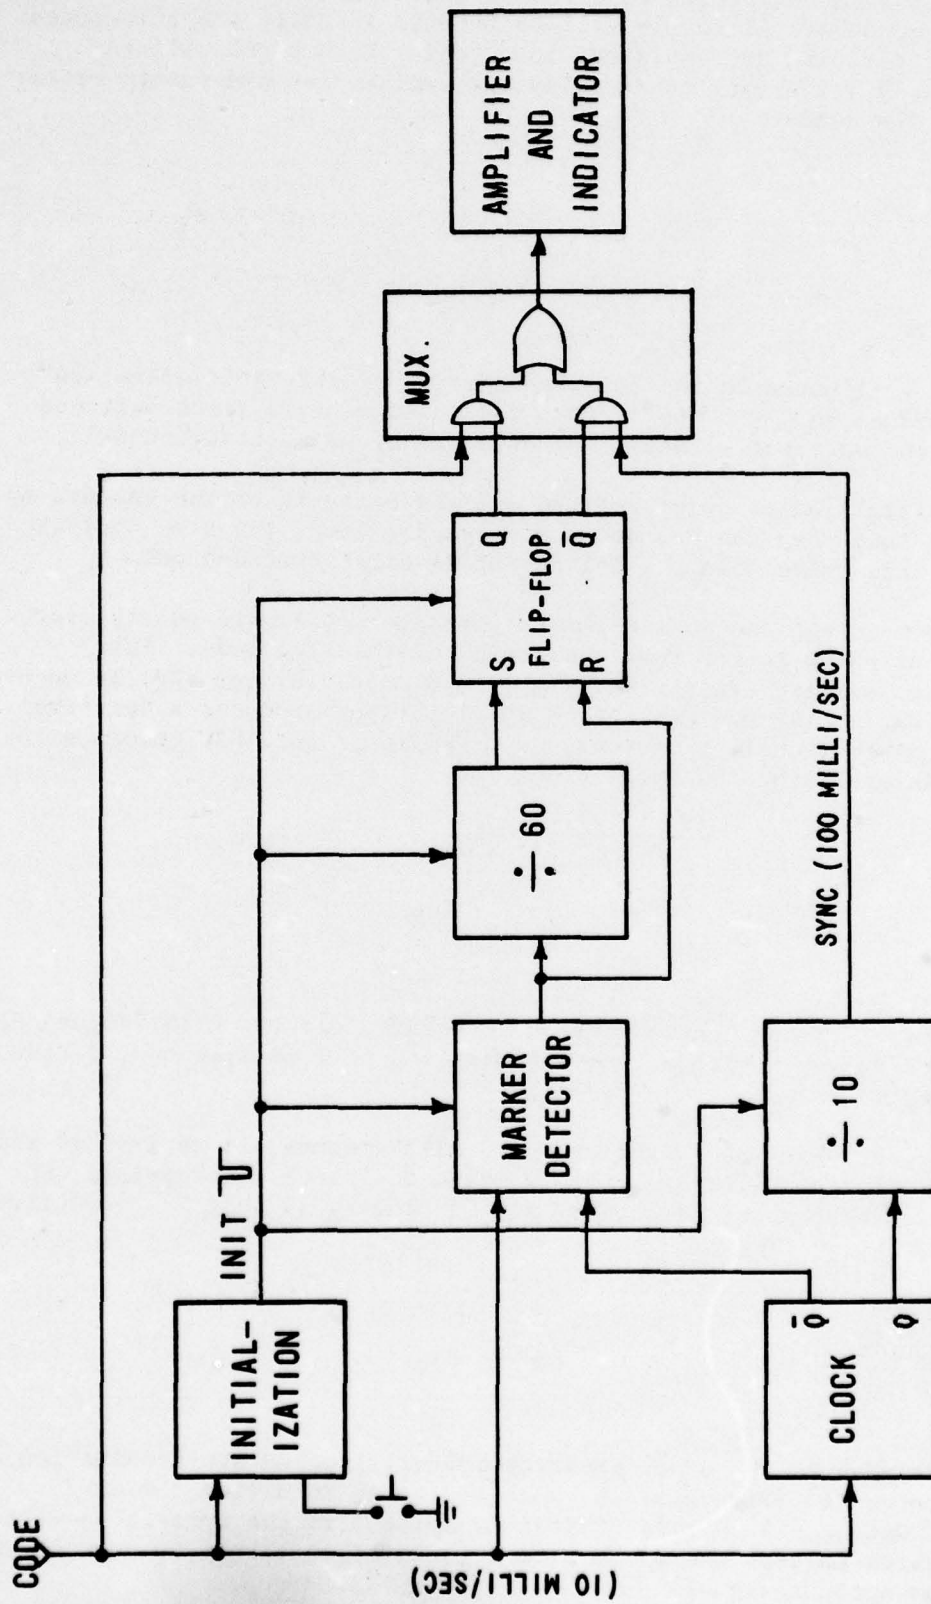 CODE
(10 MILLI/SEC)
INITIAL-
IZATION
INIT
CLOCK
Q̅
Q
MARKER
DETECTOR
÷ 10
÷ 60
SYNC (100 MILLI/SEC)
S
R
FLIP-FLOP
Q
Q̅
MUX.
AMPLIFIER
AND
INDICATOR